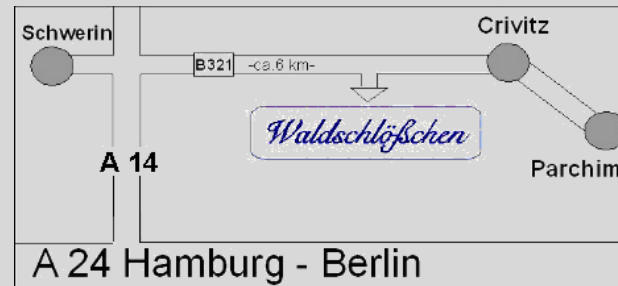 Crivitz
Schwerin
B321 -ca.6 km-
Waldschlößchen
A 14
Parchim
A 24 Hamburg - Berlin